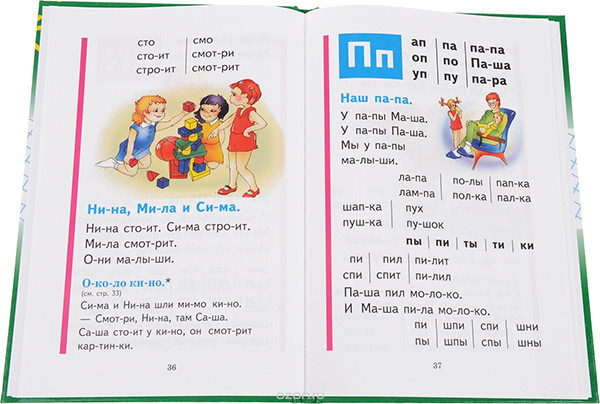 сто смо
сто-ит смот-ри
стро-ит смот-рит
Ни-на, Ми-ла и Си-ма.
Ни-на сто-ит. Си-ма стро-ит.
Ми-ла смот-рит.
О-ни ма-лы-ши.
О-ко-ло ки-но.*
(см. стр. 33)
Си-ма и Ни-на шли ми-мо ки-но.
— Смот-ри, Ни-на, там Са-ша.
Са-ша сто-ит у ки-но, он смот-рит
кар-тин-ки.
36
Пп
ап па па-па
оп по Па-ша
уп пу па-ра
Наш па-па.
У па-пы Ма-ша.
У па-пы Па-ша.
Мы у па-пы
ма-лы-ши.
ла-па по-лы пап-ка
лам-па пол-ка пал-ка
шап-ка пух
пуш-ка пу-шок
пы пи ты ти ки
пи пил пи-лит
спи спит пи-лил
Па-ша пил мо-ло-ко.
И Ма-ша пи-ла мо-ло-ко.
пи шпи спи шни
пы шпы спы шны
37